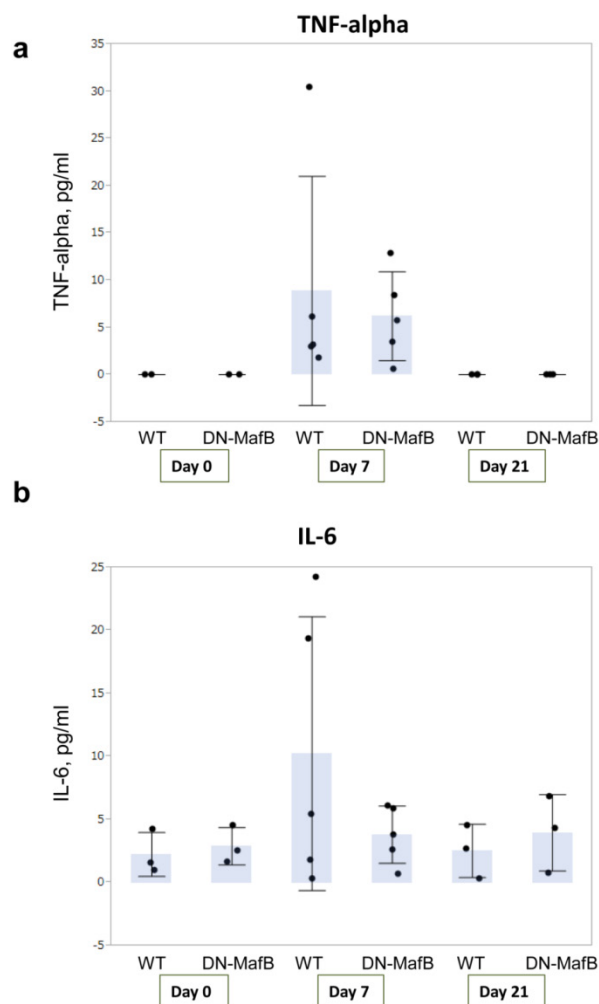 TNF-alpha
a
35
30
25
20
15
10
5
0
-5
TNF-alpha, pg/ml
WT DN-MafB WT DN-MafB WT DN-MafB
Day 0 Day 7 Day 21
b
IL-6
25
20
15
10
5
0
-5
IL-6, pg/ml
WT DN-MafB WT DN-MafB WT DN-MafB
Day 0 Day 7 Day 21